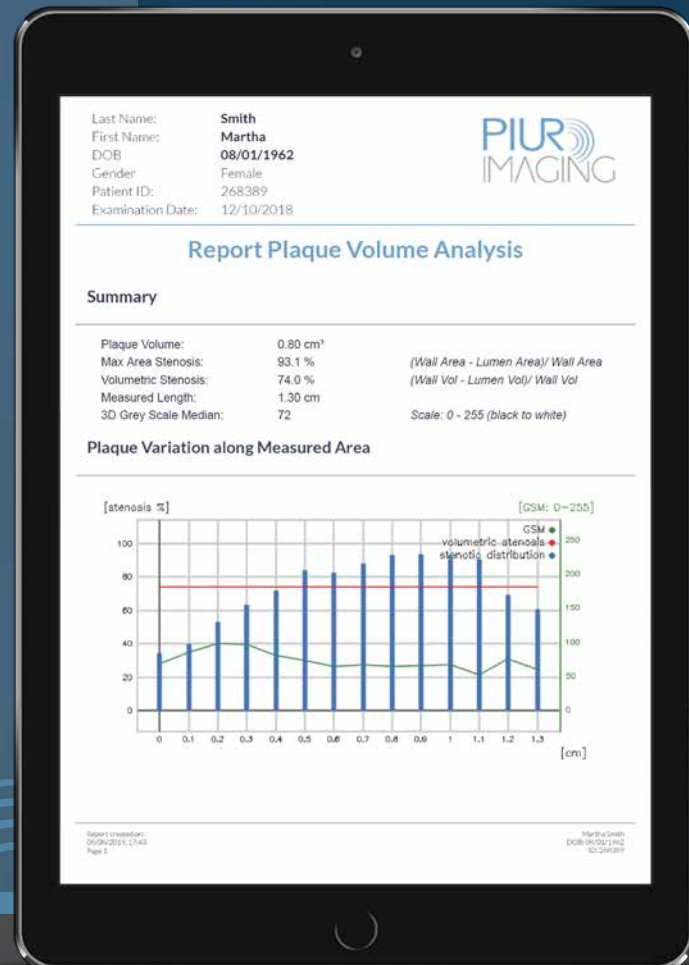 Last Name: Smith
First Name: Martha
DOB 08/01/1962
Gender Female
Patient ID: 268389
Examination Date: 12/10/2018
PIUR
IMAGING
Report Plaque Volume Analysis
Summary
Plaque Volume: 0.80 cm³
Max Area Stenosis: 93.1 % (Wall Area - Lumen Area)/ Wall Area
Volumetric Stenosis: 74.0 % (Wall Vol - Lumen Vol)/ Wall Vol
Measured Length: 1.30 cm
3D Grey Scale Median: 72 Scale: 0 - 255 (black to white)
Plaque Variation along Measured Area
[stenosis %] [GSM: 0-255]
GSM
volumetric stenosis
stenotic distribution
100 250
80 200
60 150
40 100
20 50
0 0
0 0.1 0.2 0.3 0.4 0.5 0.6 0.7 0.8 0.9 1 1.1 1.2 1.3
[cm]
Report created on: Martha Smith
17:43
Page 1